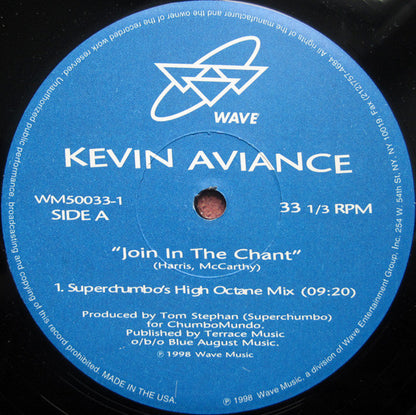 WAVE
KEVIN AVIANCE
WM50033-1
SIDE A
33 1/3 RPM
"Join In The Chant"
(Harris, McCarthy)
1. Superchumbo's High Octane Mix (09:20)
Produced by Tom Stephan (Superchumbo)
for ChumboMundo.
Published by Terrace Music
o/b/o Blue August Music.
℗ 1998 Wave Music
℗ 1998 Wave Music, a division of Wave Entertainment Group, Inc. 254 W. 54th St, NY, NY 10019 Fax (212)757-4684 All rights of the manufacturer and of the owner of the recorded work reserved. Unauthorized public performance, broadcasting and copying of this record prohibited. MADE IN THE USA.